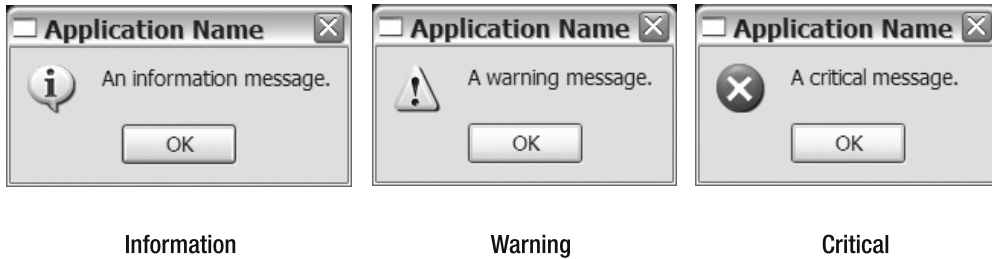 Application Name
An information message.
OK
Information
Application Name
A warning message.
OK
Warning
Application Name
A critical message.
OK
Critical